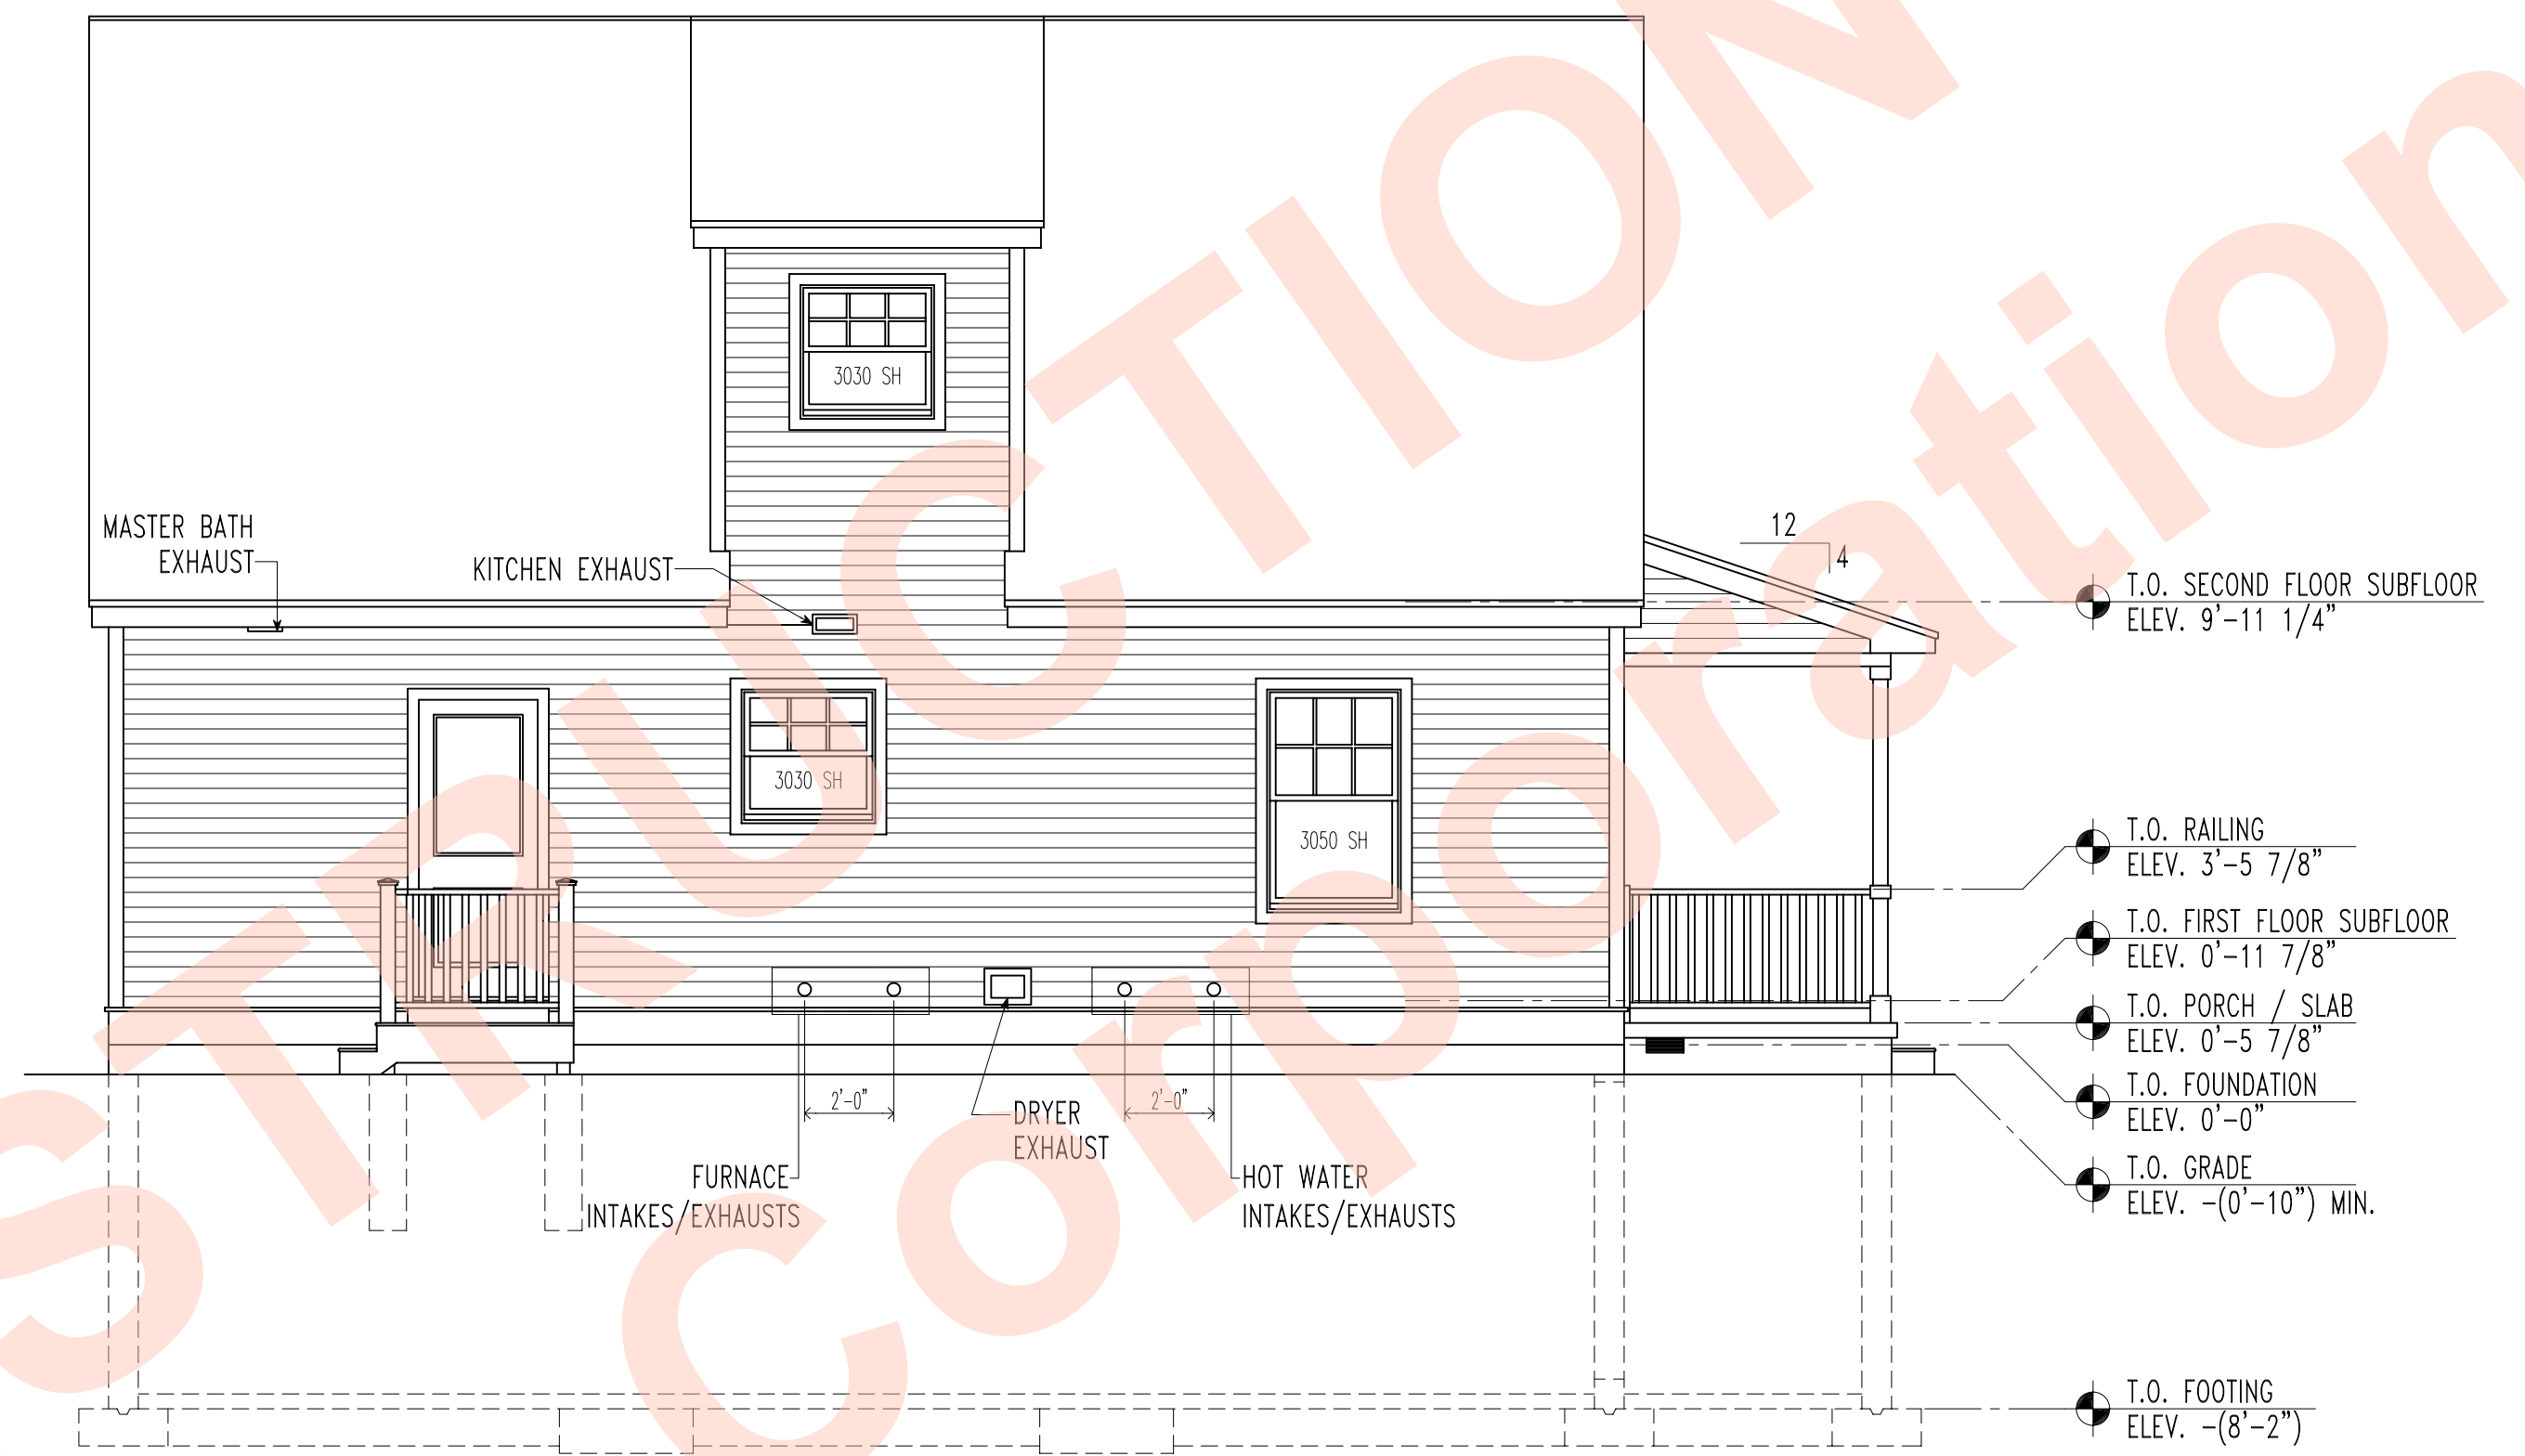 STRUCTION
Corporation
3030 SH
MASTER BATH
EXHAUST
KITCHEN EXHAUST
12
4
T.O. SECOND FLOOR SUBFLOOR
ELEV. 9'-11 1/4"
3030 SH
3050 SH
T.O. RAILING
ELEV. 3'-5 7/8"
T.O. FIRST FLOOR SUBFLOOR
ELEV. 0'-11 7/8"
T.O. PORCH / SLAB
ELEV. 0'-5 7/8"
T.O. FOUNDATION
ELEV. 0'-0"
T.O. GRADE
ELEV. -(0'-10") MIN.
2'-0"
2'-0"
DRYER
EXHAUST
FURNACE
INTAKES/EXHAUSTS
HOT WATER
INTAKES/EXHAUSTS
T.O. FOOTING
ELEV. -(8'-2")